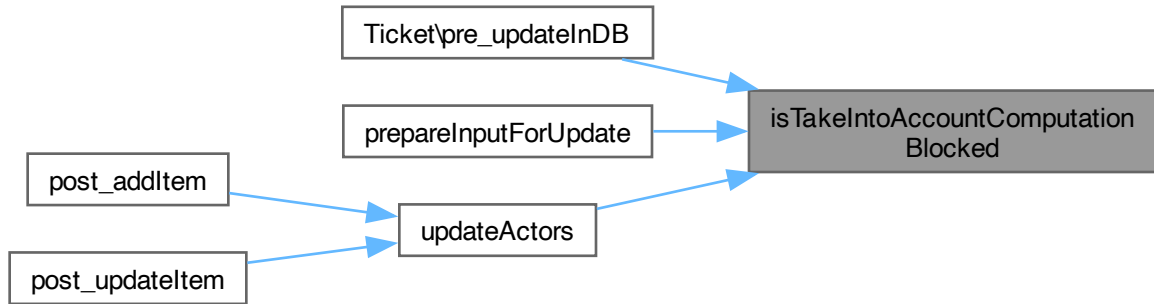 Ticket\pre_updateInDB
isTakeIntoAccountComputation
Blocked
prepareInputForUpdate
post_addItem
updateActors
post_updateItem